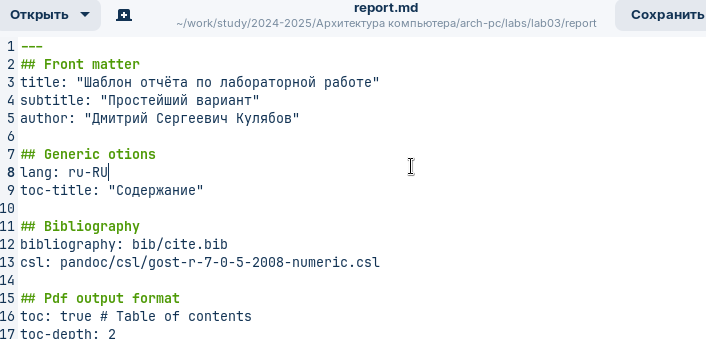 Открыть
report.md
~/work/study/2024-2025/Архитектура компьютера/arch-pc/labs/lab03/report
Сохранить
1 ---
2 ## Front matter
3 title: "Шаблон отчёта по лабораторной работе"
4 subtitle: "Простейший вариант"
5 author: "Дмитрий Сергеевич Кулябов"
6
7 ## Generic otions
8 lang: ru-RU
9 toc-title: "Содержание"
10
11 ## Bibliography
12 bibliography: bib/cite.bib
13 csl: pandoc/csl/gost-r-7-0-5-2008-numeric.csl
14
15 ## Pdf output format
16 toc: true # Table of contents
17 toc-depth: 2